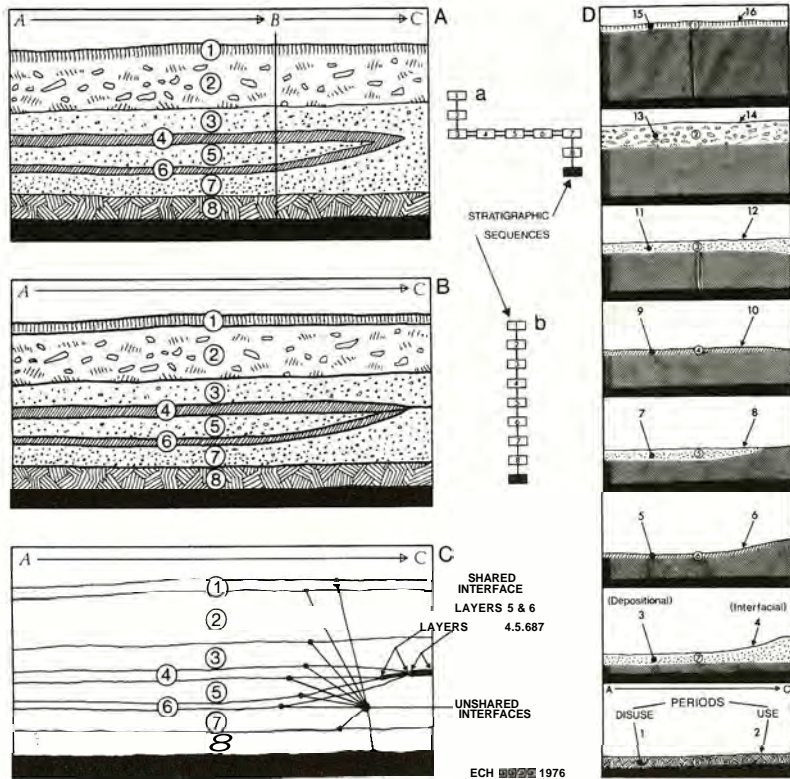 A B C A
1
2
3
4
5
6
7
8
A C B
1
2
3
4
5
6
7
8
A C C
1
2
3
4
5
6
7
8
SHARED
INTERFACE
LAYERS 5 & 6
LAYERS 4.5.687
UNSHARED
INTERFACES
ECH 1976
a
STRATIGRAPHIC
SEQUENCES
b
D
15 16
13 14
11 12
9 10
7 8
5 6
(Depositional) (Interfacial)
3 4
A C
PERIODS
DISUSE USE
1 2